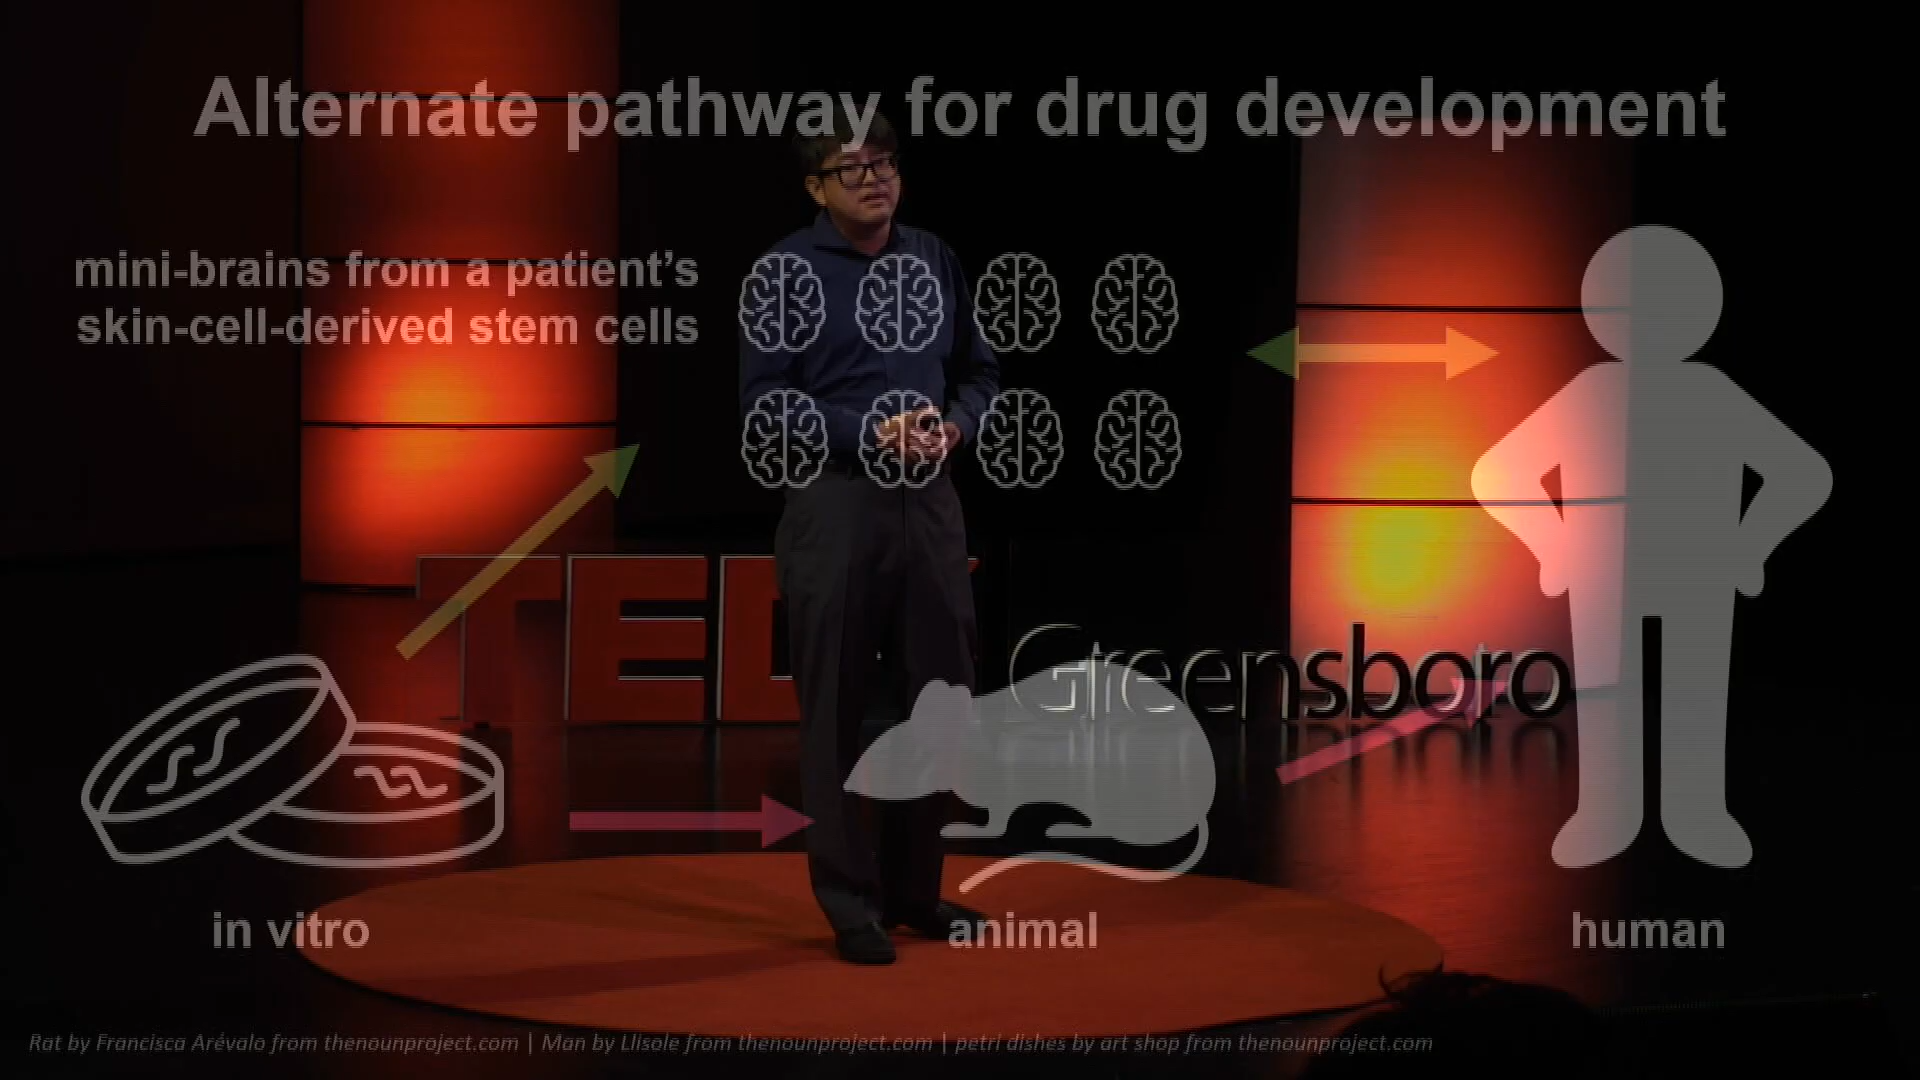 Alternate pathway for drug development
mini-brains from a patient’s
skin-cell-derived stem cells
TED
Greensboro
in vitro
animal
human
Rat by Francisca Arévalo from thenounproject.com | Man by Llisole from thenounproject.com | petri dishes by art shop from thenounproject.com